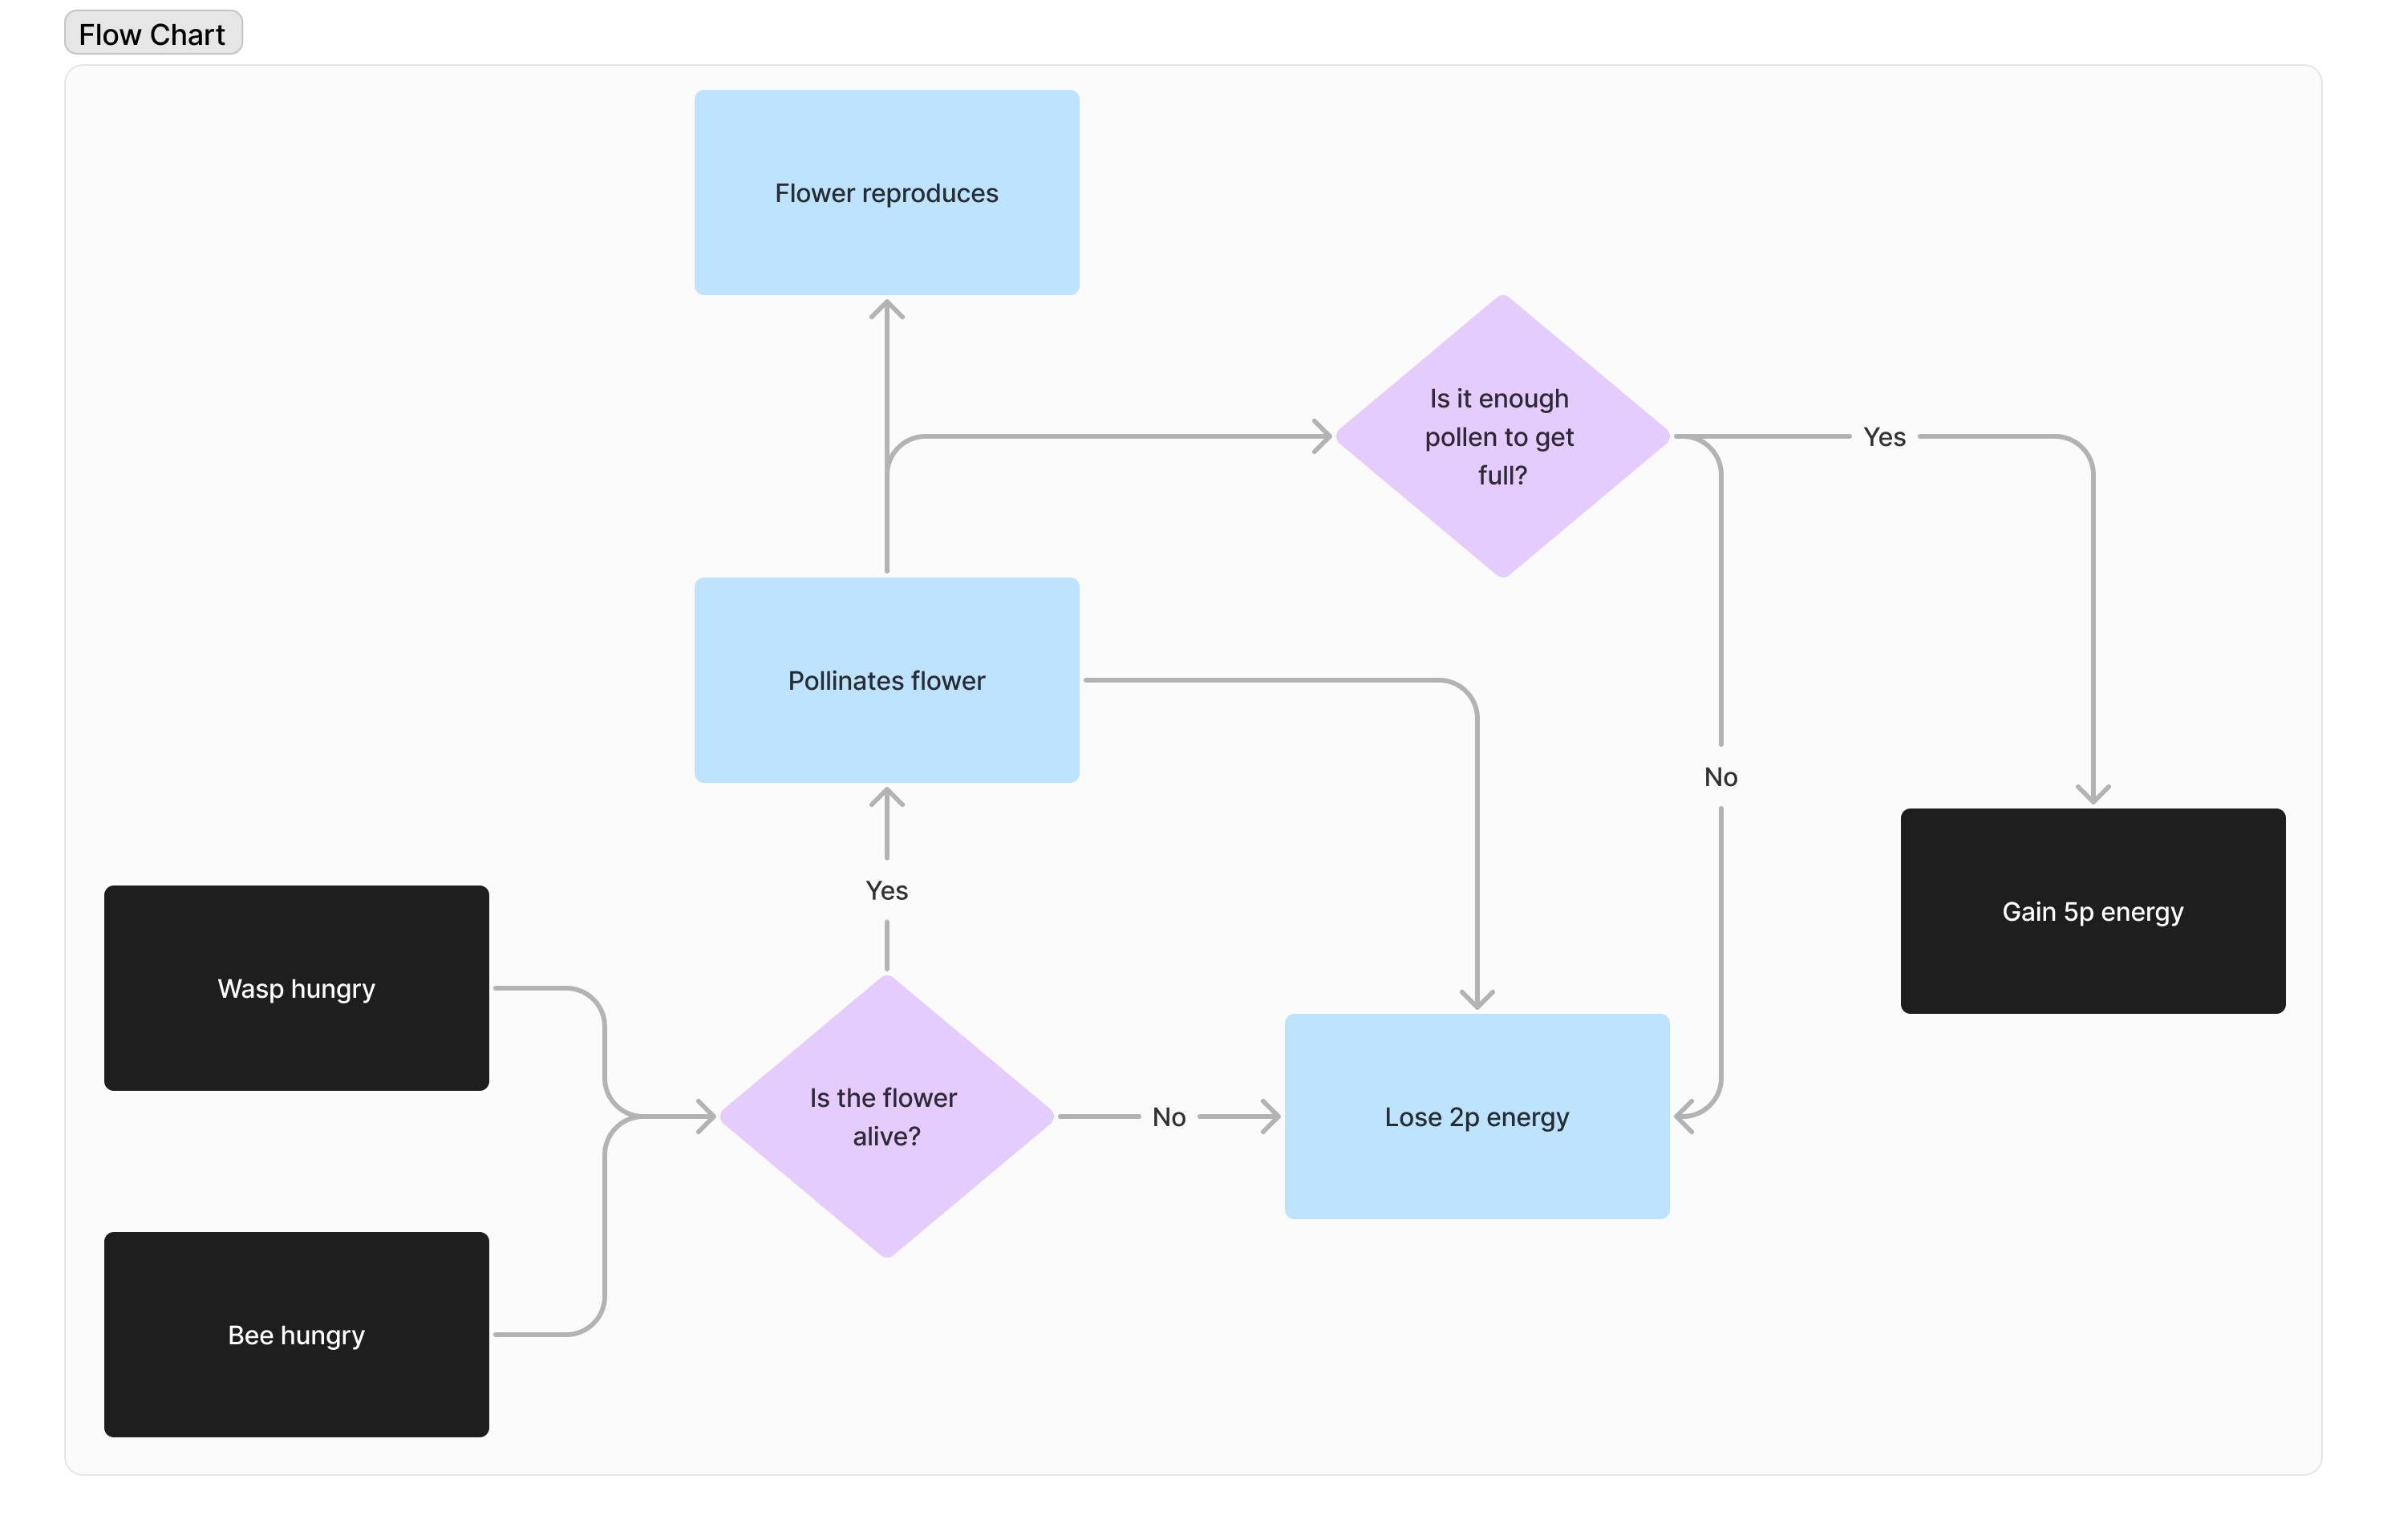 Flow Chart
Flower reproduces
Is it enough
pollen to get
full?
Yes
Pollinates flower
No
Yes
Gain 5p energy
Wasp hungry
Is the flower
alive?
No
Lose 2p energy
Bee hungry